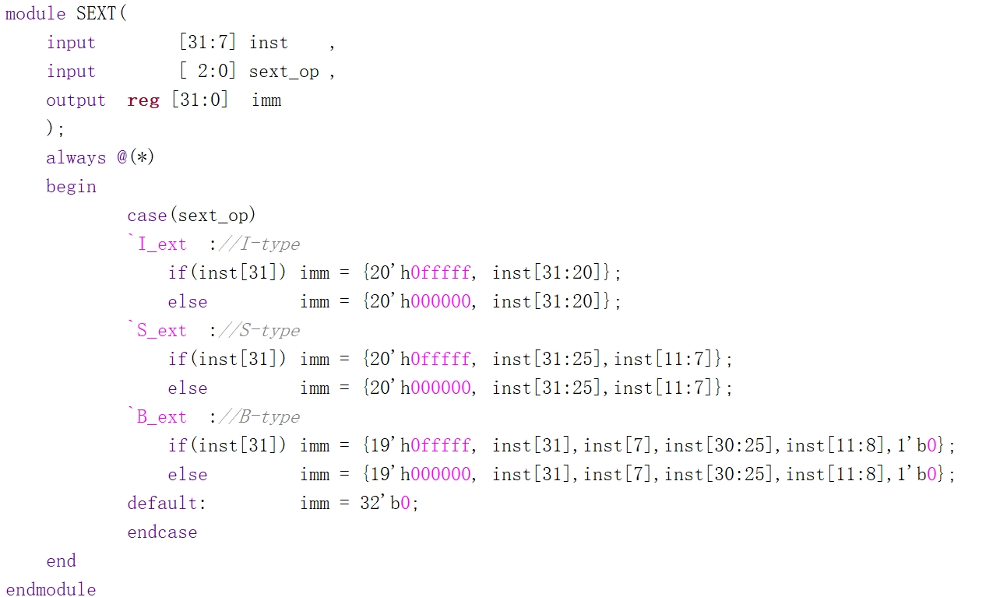 module SEXT(
input [31:7] inst ,
input [ 2:0] sext_op ,
output reg [31:0] imm
);
always @(*)
begin
case(sext_op)
`I_ext ://I-type
if(inst[31]) imm = {20'h0fffff, inst[31:20]};
else imm = {20'h000000, inst[31:20]};
`S_ext ://S-type
if(inst[31]) imm = {20'h0fffff, inst[31:25],inst[11:7]};
else imm = {20'h000000, inst[31:25],inst[11:7]};
`B_ext ://B-type
if(inst[31]) imm = {19'h0fffff, inst[31],inst[7],inst[30:25],inst[11:8],1'b0};
else imm = {19'h000000, inst[31],inst[7],inst[30:25],inst[11:8],1'b0};
default: imm = 32'b0;
endcase
end
endmodule